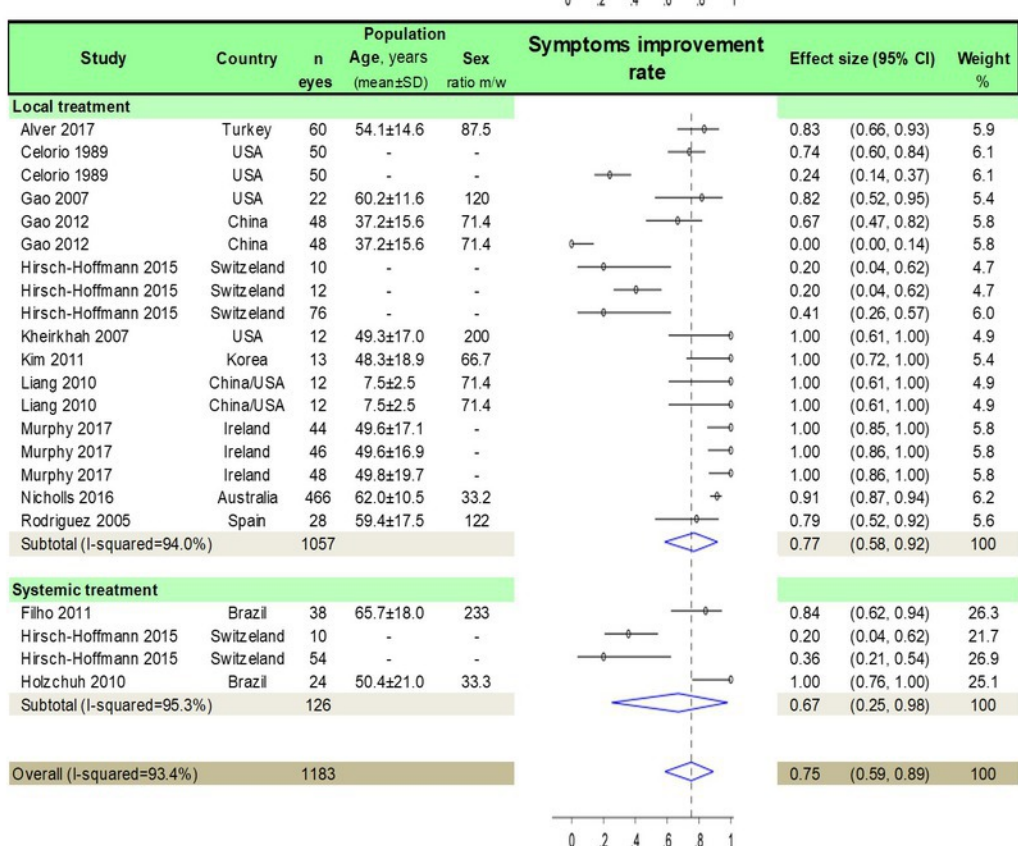 0 .2 .4 .6 .8 1
Study Country n eyes Population Age, years (mean±SD) Sex ratio m/w Symptoms improvement rate Effect size (95% CI) Weight %
Local treatment
Alver 2017 Turkey 60 54.1±14.6 87.5 0.83 (0.66, 0.93) 5.9
Celorio 1989 USA 50 - - 0.74 (0.60, 0.84) 6.1
Celorio 1989 USA 50 - - 0.24 (0.14, 0.37) 6.1
Gao 2007 USA 22 60.2±11.6 120 0.82 (0.52, 0.95) 5.4
Gao 2012 China 48 37.2±15.6 71.4 0.67 (0.47, 0.82) 5.8
Gao 2012 China 48 37.2±15.6 71.4 0.00 (0.00, 0.14) 5.8
Hirsch-Hoffmann 2015 Switzeland 10 - - 0.20 (0.04, 0.62) 4.7
Hirsch-Hoffmann 2015 Switzeland 12 - - 0.20 (0.04, 0.62) 4.7
Hirsch-Hoffmann 2015 Switzeland 76 - - 0.41 (0.26, 0.57) 6.0
Kheirkhah 2007 USA 12 49.3±17.0 200 1.00 (0.61, 1.00) 4.9
Kim 2011 Korea 13 48.3±18.9 66.7 1.00 (0.72, 1.00) 5.4
Liang 2010 China/USA 12 7.5±2.5 71.4 1.00 (0.61, 1.00) 4.9
Liang 2010 China/USA 12 7.5±2.5 71.4 1.00 (0.61, 1.00) 4.9
Murphy 2017 Ireland 44 49.6±17.1 - 1.00 (0.85, 1.00) 5.8
Murphy 2017 Ireland 46 49.6±16.9 - 1.00 (0.86, 1.00) 5.8
Murphy 2017 Ireland 48 49.8±19.7 - 1.00 (0.86, 1.00) 5.8
Nicholls 2016 Australia 466 62.0±10.5 33.2 0.91 (0.87, 0.94) 6.2
Rodriguez 2005 Spain 28 59.4±17.5 122 0.79 (0.52, 0.92) 5.6
Subtotal (I-squared=94.0%) 1057 0.77 (0.58, 0.92) 100
Systemic treatment
Filho 2011 Brazil 38 65.7±18.0 233 0.84 (0.62, 0.94) 26.3
Hirsch-Hoffmann 2015 Switzeland 10 - - 0.20 (0.04, 0.62) 21.7
Hirsch-Hoffmann 2015 Switzeland 54 - - 0.36 (0.21, 0.54) 26.9
Holzchuh 2010 Brazil 24 50.4±21.0 33.3 1.00 (0.76, 1.00) 25.1
Subtotal (I-squared=95.3%) 126 0.67 (0.25, 0.98) 100
Overall (I-squared=93.4%) 1183 0.75 (0.59, 0.89) 100
0 .2 .4 .6 .8 1